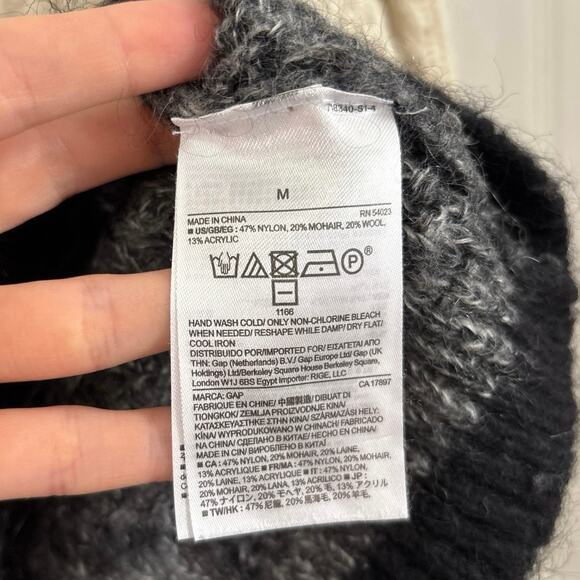 M
MADE IN CHINA RN 54023
■ US/GB/EG : 47% NYLON, 20% MOHAIR, 20% WOOL,
13% ACRYLIC
P®
1166
HAND WASH COLD/ ONLY NON-CHLORINE BLEACH
WHEN NEEDED/ RESHAPE WHILE DAMP/ DRY FLAT/
COOL IRON
DISTRIBUIDO POR/IMPORTED FOR/ ΕΙΣΑΓΕΤΑΙ ΑΠΟ
ΤΗΝ: Gap (Netherlands) B.V./ Gap Europe Ltd/ Gap (UK
Holdings) Ltd/Berkeley Square House Berkeley Square,
London W1J 6BS Egypt Importer: RIGE, LLC
MARCA: GAP CA 17897
FABRIQUE EN CHINE/ 中國製造/ DIBUAT DI
TIONGKOK/ ZEMLJA PROIZVODNJE KINA/
ΚΑΤΑΣΚΕΥΑΣΤΗΚΕ ΣΤΗΝ ΚΙΝΑ/ SZÁRMAZÁSI HELY:
KÍNA/ WYPRODUKOWANO W CHINACH/ FABRICAT
NA CHINA/ СДЕЛАНО В КИТАЕ/ HECHO EN CHINA/
MADE IN CINA/ ВИРОБЛЕНО В КИТАЇ
■ CA : 47% NYLON, 20% MOHAIR, 20% LAINE,
13% ACRYLIQUE ■ FR/MA : 47% NYLON, 20% MOHAIR,
20% LAINE, 13% ACRYLIQUE ■ IT : 47% NYLON,
20% MOHAIR, 20% LANA, 13% ACRILICO ■ JP :
47% ナイロン, 20% モヘヤ, 20% 毛, 13% アクリル
■ TW/HK : 47% 尼龍, 20% 馬海毛, 20% 羊毛,